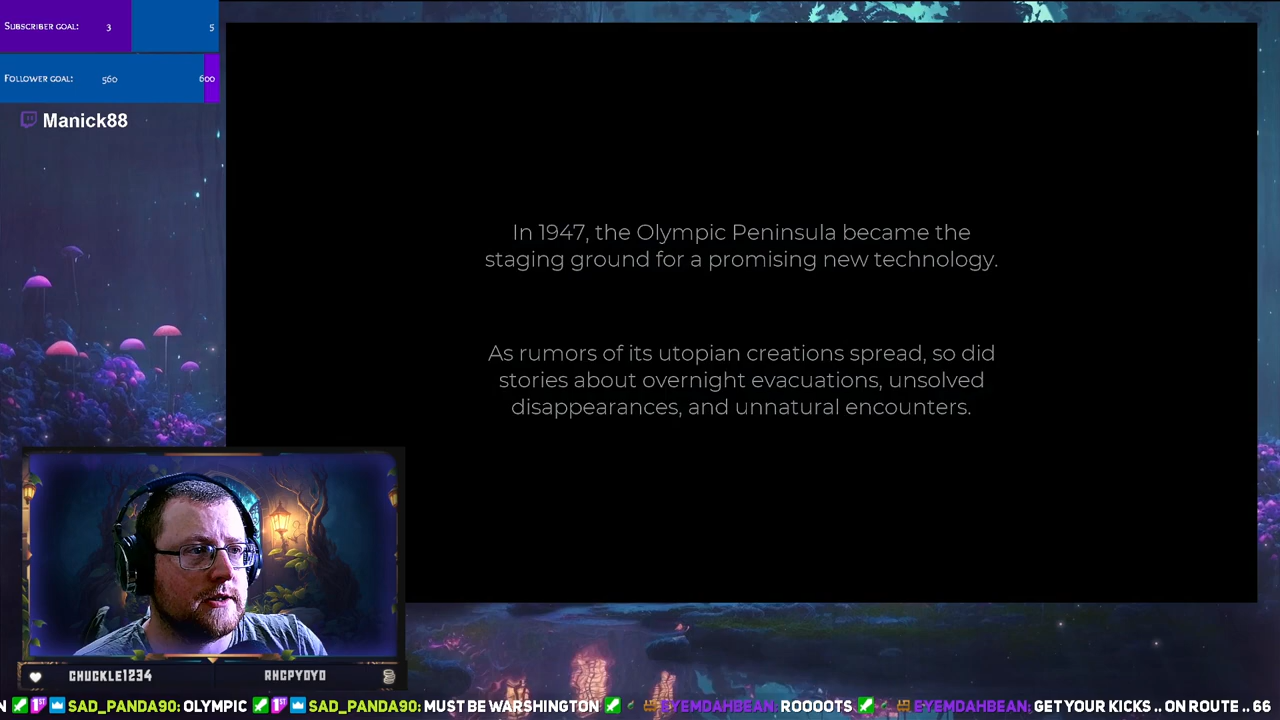 SUBSCRIBER GOAL: 3 5
FOLLOWER GOAL: 560 600
Manick88
In 1947, the Olympic Peninsula became the
staging ground for a promising new technology.
As rumors of its utopian creations spread, so did
stories about overnight evacuations, unsolved
disappearances, and unnatural encounters.
CHUCKLE1234 RHCPYOYO
N SAD_PANDA90: OLYMPIC SAD_PANDA90: MUST BE WARSHINGTON EYEMDAHBEAN: ROOOOTS EYEMDAHBEAN: GET YOUR KICKS .. ON ROUTE .. 66